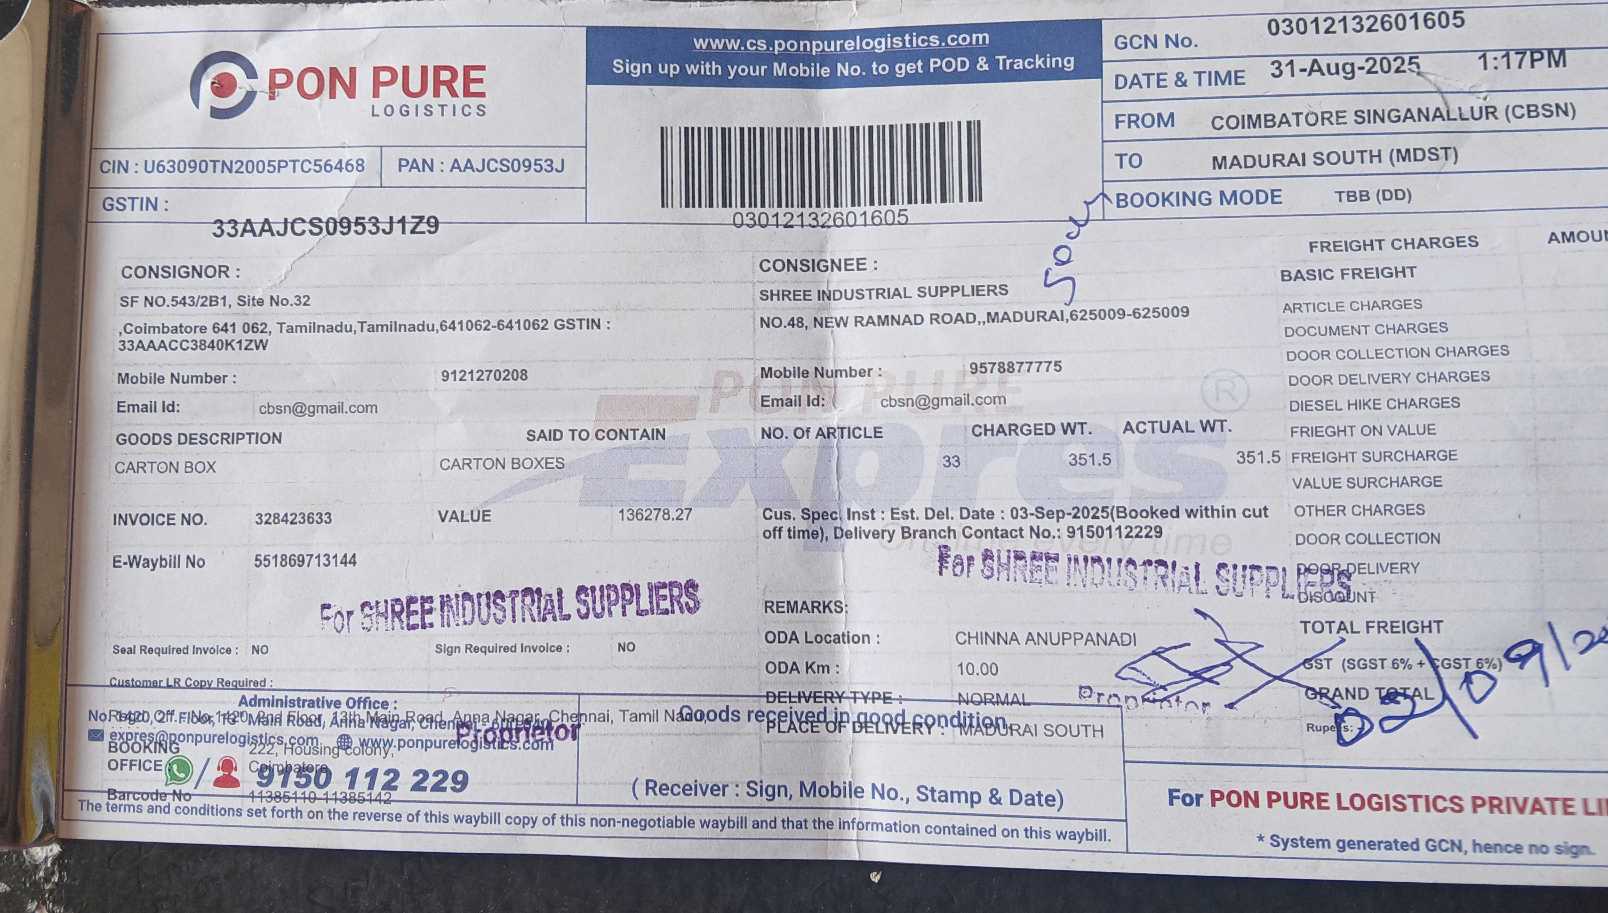 PON PURE
LOGISTICS
www.cs.ponpurelogistics.com
Sign up with your Mobile No. to get POD & Tracking
GCN No. 03012132601605
DATE & TIME 31-Aug-2025 1:17PM
FROM COIMBATORE SINGANALLUR (CBSN)
TO MADURAI SOUTH (MDST)
BOOKING MODE TBB (DD)
CIN : U63090TN2005PTC56468 PAN : AAJCS0953J
GSTIN :
33AAJCS0953J1Z9
03012132601605
CONSIGNOR :
SF NO.543/2B1, Site No.32
,Coimbatore 641 062, Tamilnadu,Tamilnadu,641062-641062 GSTIN :
33AAACC3840K1ZW
Mobile Number : 9121270208
Email Id: cbsn@gmail.com
CONSIGNEE :
SHREE INDUSTRIAL SUPPLIERS
NO.48, NEW RAMNAD ROAD,,MADURAI,625009-625009
Mobile Number : 9578877775
Email Id: cbsn@gmail.com
PON PURE
Expres
®
GOODS DESCRIPTION SAID TO CONTAIN NO. Of ARTICLE CHARGED WT. ACTUAL WT.
CARTON BOX CARTON BOXES 33 351.5 351.5
INVOICE NO. 328423633 VALUE 136278.27
E-Waybill No 551869713144
Cus. Spec. Inst : Est. Del. Date : 03-Sep-2025(Booked within cut
off time), Delivery Branch Contact No.: 9150112229
time
For SHREE INDUSTRIAL SUPPLIERS
For SHREE INDUSTRIAL SUPPLIERS
Seal Required Invoice : NO Sign Required Invoice : NO
Customer LR Copy Required :
REMARKS:
ODA Location : CHINNA ANUPPANADI
ODA Km : 10.00
DELIVERY TYPE : NORMAL
PLACE OF DELIVERY : MADURAI SOUTH
Proprietor
FREIGHT CHARGES
BASIC FREIGHT
ARTICLE CHARGES
DOCUMENT CHARGES
DOOR COLLECTION CHARGES
DOOR DELIVERY CHARGES
DIESEL HIKE CHARGES
FRIEGHT ON VALUE
FREIGHT SURCHARGE
VALUE SURCHARGE
OTHER CHARGES
DOOR COLLECTION
DOOR DELIVERY
DISCOUNT
TOTAL FREIGHT
GST (SGST 6% + CGST 6%)
GRAND TOTAL
Rupees:
02/09/20
Administrative Office :
expres@ponpurelogistics.com www.ponpurelogistics.com
Proprietor
BOOKING
OFFICE
222, Housing colony,
Coimbatore
9150 112 229
Barcode No 11385110-11385142
Goods received in good condition
( Receiver : Sign, Mobile No., Stamp & Date)
The terms and conditions set forth on the reverse of this waybill copy of this non-negotiable waybill and that the information contained on this waybill.
For PON PURE LOGISTICS PRIVATE
* System generated GCN, hence no sign.